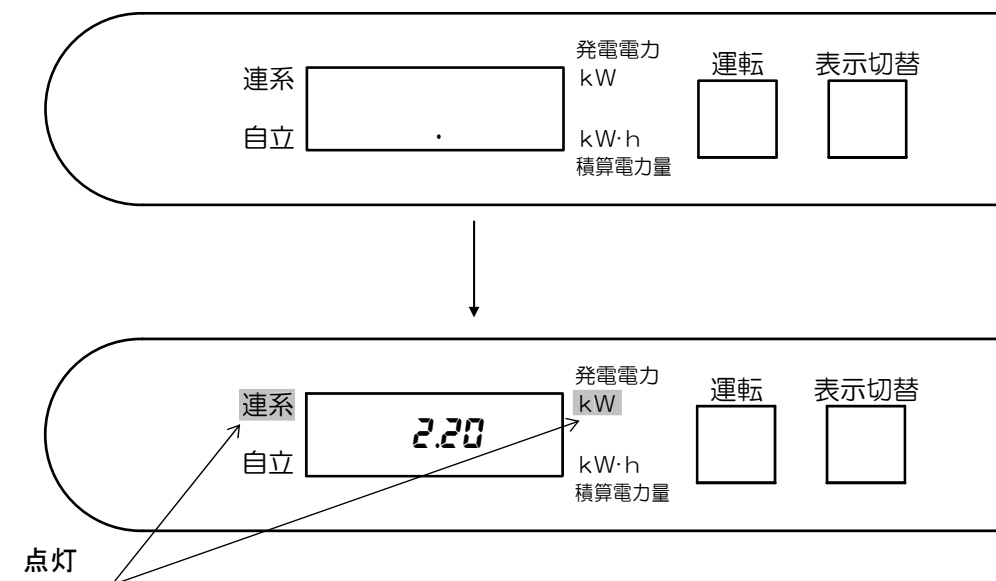 発電電力
連系 kW 運転 表示切替
自立 . kW·h
積算電力量
発電電力
連系 kW 運転 表示切替
2.20
自立 kW·h
積算電力量
点灯